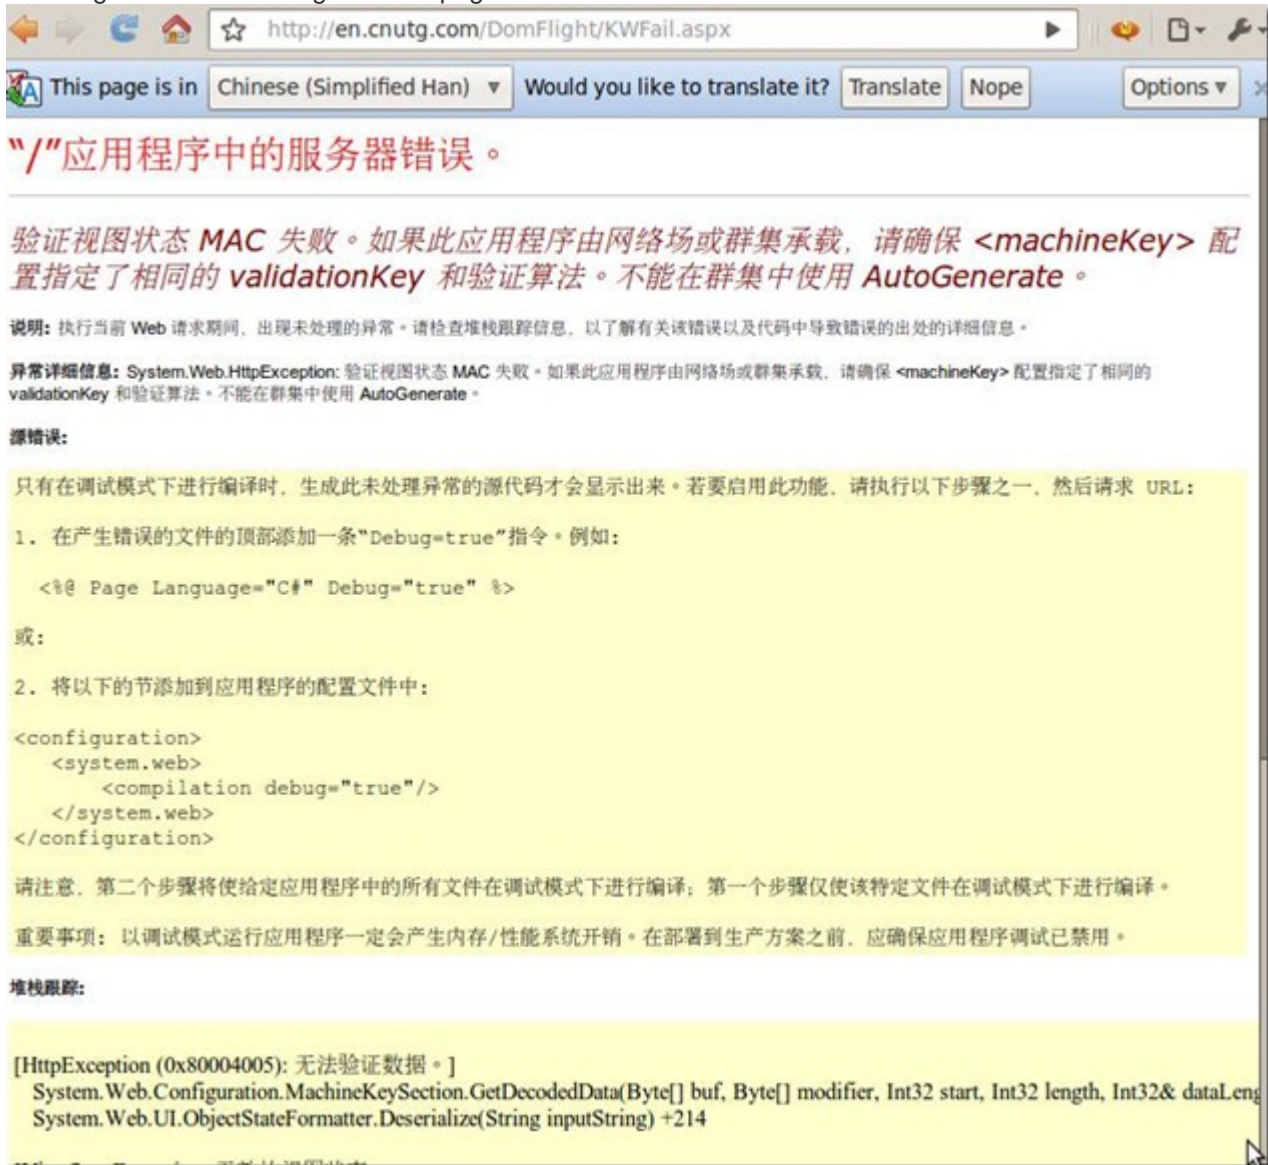 http://en.cnutg.com/DomFlight/KWFail.aspx
This page is in Chinese (Simplified Han) Would you like to translate it? Translate Nope Options
“/”应用程序中的服务器错误。
验证视图状态 MAC 失败。如果此应用程序由网络场或群集承载，请确保 <machineKey> 配
置指定了相同的 validationKey 和验证算法。不能在群集中使用 AutoGenerate。
说明: 执行当前 Web 请求期间，出现未处理的异常。请检查堆栈跟踪信息，以了解有关该错误以及代码中导致错误的出处的详细信息。
异常详细信息: System.Web.HttpException: 验证视图状态 MAC 失败。如果此应用程序由网络场或群集承载，请确保 <machineKey> 配置指定了相同的
validationKey 和验证算法。不能在群集中使用 AutoGenerate。
源错误:
只有在调试模式下进行编译时，生成此未处理异常的源代码才会显示出来。若要启用此功能，请执行以下步骤之一，然后请求 URL:
1. 在产生错误的文件的顶部添加一条“Debug=true”指令。例如:
<%@ Page Language="C#" Debug="true" %>
或:
2. 将以下的节添加到应用程序的配置文件中:
<configuration>
<system.web>
<compilation debug="true"/>
</system.web>
</configuration>
请注意，第二个步骤将使给定应用程序中的所有文件在调试模式下进行编译；第一个步骤仅使该特定文件在调试模式下进行编译。
重要事项: 以调试模式运行应用程序一定会产生内存/性能系统开销。在部署到生产方案之前，应确保应用程序调试已禁用。
堆栈跟踪:
[HttpException (0x80004005): 无法验证数据。]
System.Web.Configuration.MachineKeySection.GetDecodedData(Byte[] buf, Byte[] modifier, Int32 start, Int32 length, Int32& dataLeng
System.Web.UI.ObjectStateFormatter.Deserialize(String inputString) +214